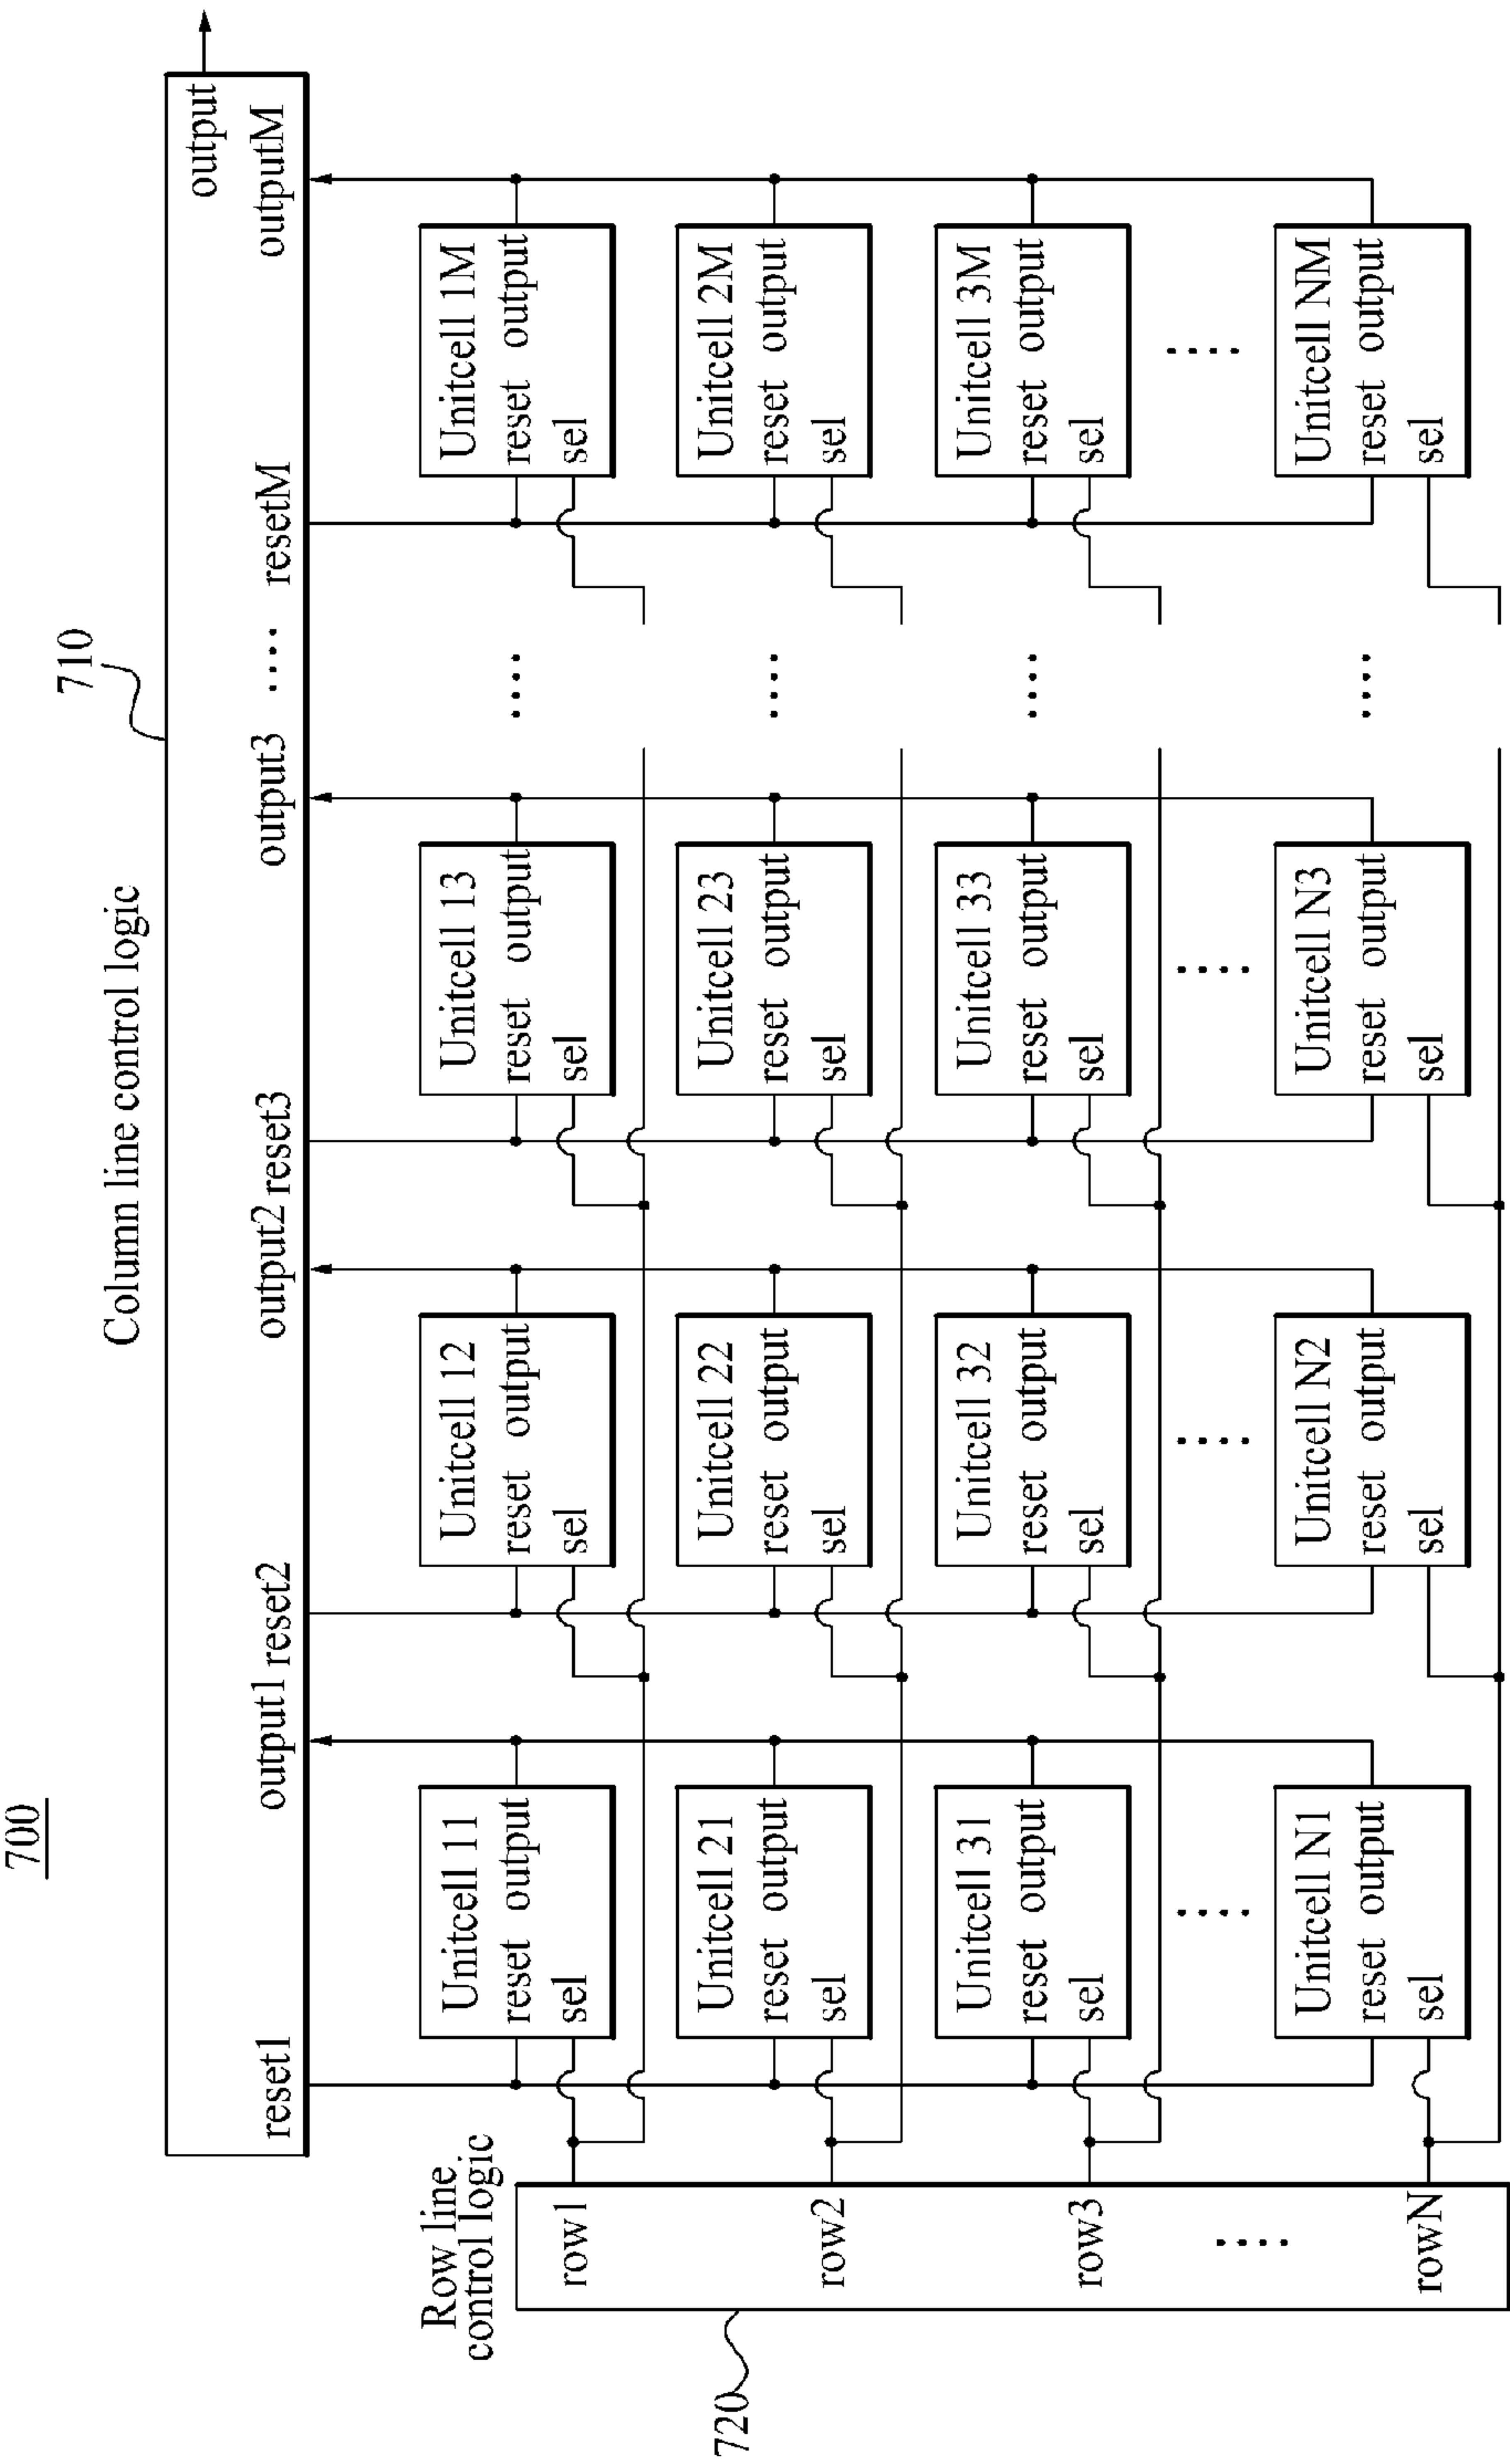 700
Column line control logic
710
output
reset1 output1 reset2 output2 reset3 output3 .... resetM outputM
Row line
control logic
720
row1
row2
row3
....
rowN
Unitcell 11
reset output
sel
Unitcell 12
reset output
sel
Unitcell 13
reset output
sel
....
Unitcell 1M
reset output
sel
Unitcell 21
reset output
sel
Unitcell 22
reset output
sel
Unitcell 23
reset output
sel
....
Unitcell 2M
reset output
sel
Unitcell 31
reset output
sel
Unitcell 32
reset output
sel
Unitcell 33
reset output
sel
....
Unitcell 3M
reset output
sel
....
....
....
....
Unitcell N1
reset output
sel
Unitcell N2
reset output
sel
Unitcell N3
reset output
sel
....
Unitcell NM
reset output
sel